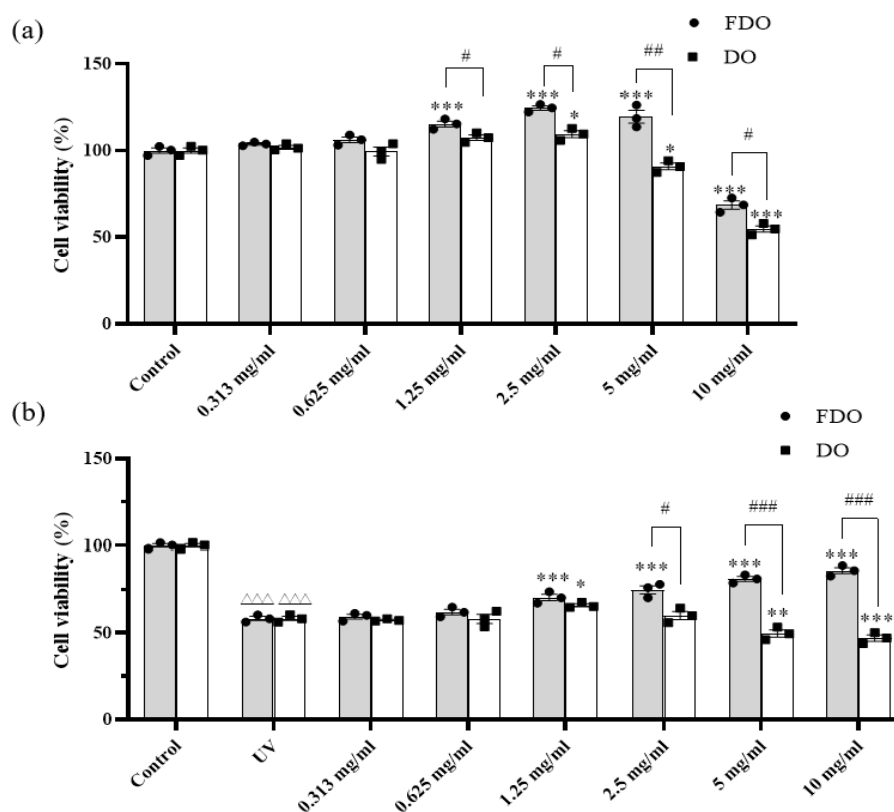 (a)
FDO
DO
Cell viability (%)
150
100
50
0
# # ## #
*** *** * *** * *** ***
Control 0.313 mg/ml 0.625 mg/ml 1.25 mg/ml 2.5 mg/ml 5 mg/ml 10 mg/ml
(b)
FDO
DO
Cell viability (%)
150
100
50
0
# ### ###
△△△ △△△ *** * *** *** ** *** ***
Control UV 0.313 mg/ml 0.625 mg/ml 1.25 mg/ml 2.5 mg/ml 5 mg/ml 10 mg/ml